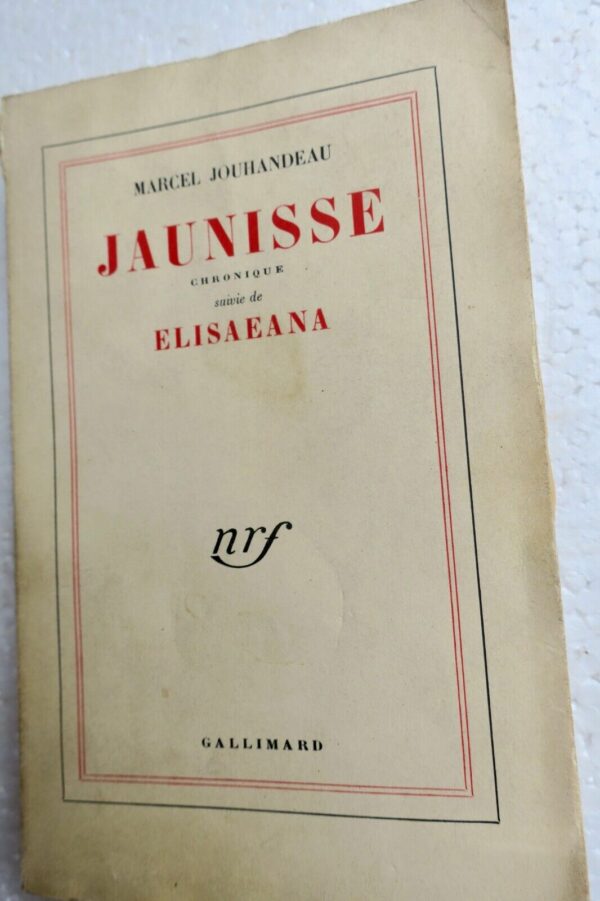 MARCEL JOUHANDEAU
JAUNISSE
CHRONIQUE
suivie de
ELISAEANA
nrf
GALLIMARD